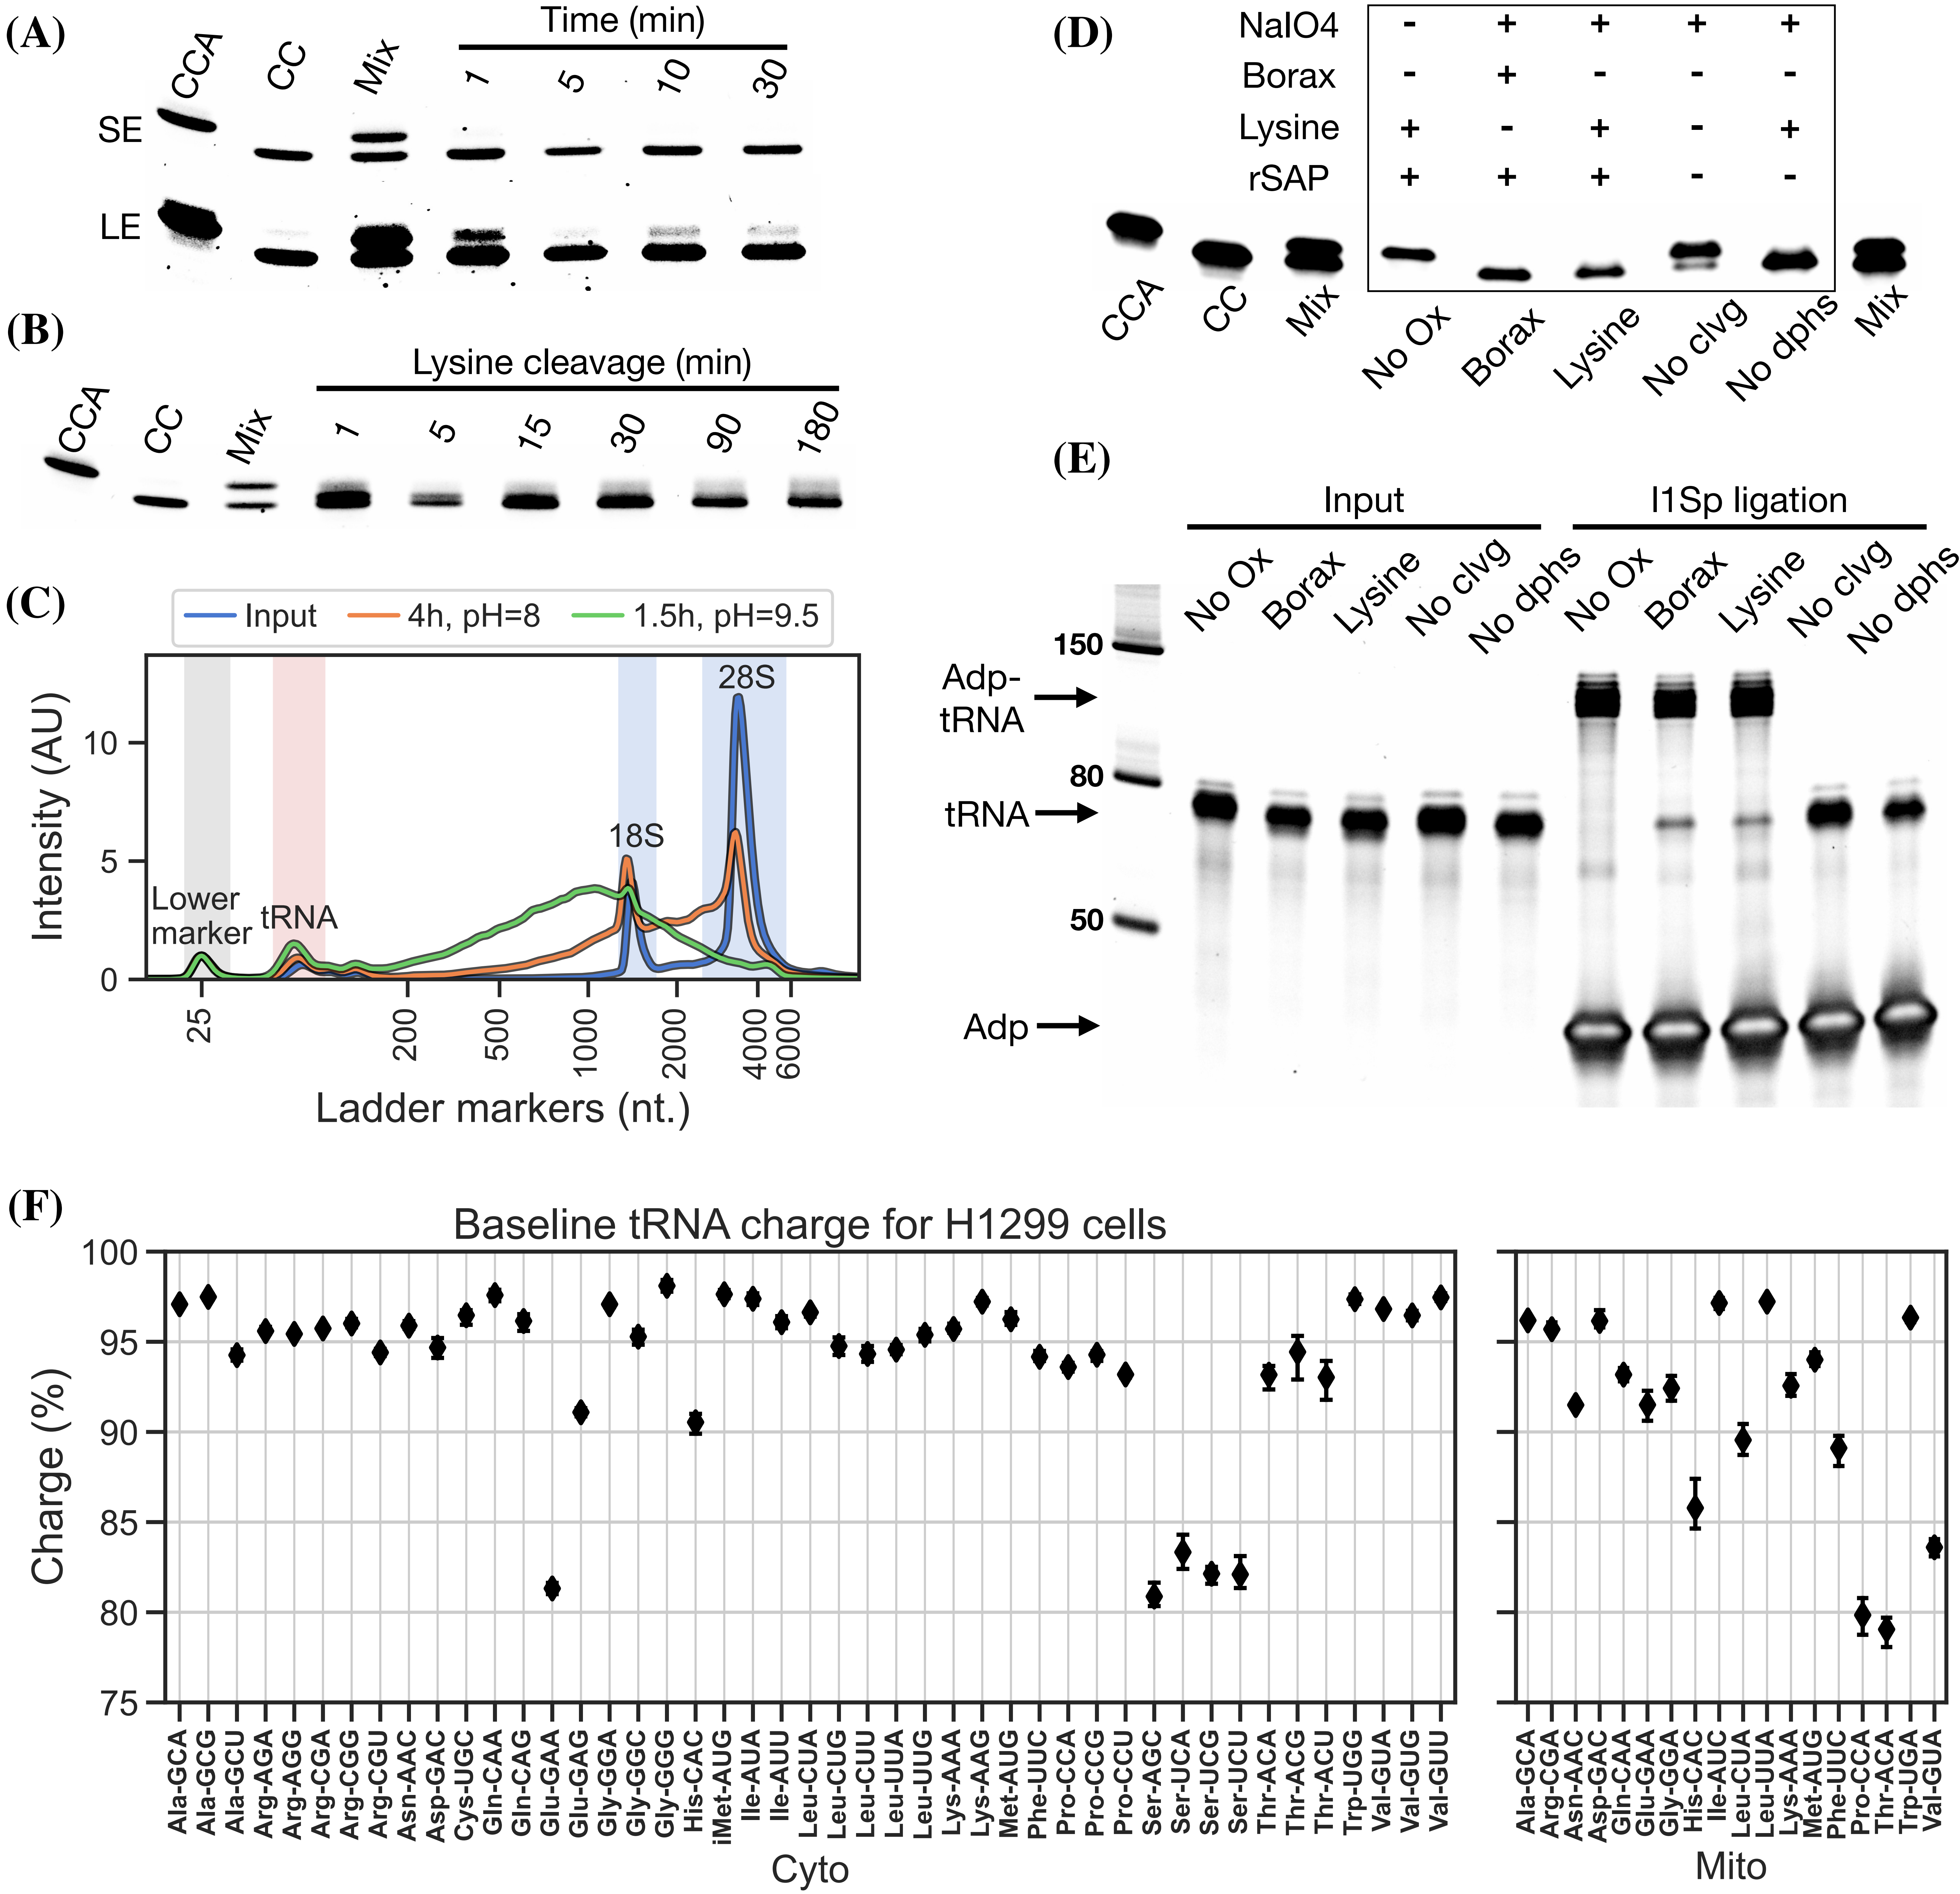 (A)
Time (min)
CCA CC Mix 1 5 10 30
SE
LE
(B)
Lysine cleavage (min)
CCA CC Mix 1 5 15 30 90 180
(C)
Input 4h, pH=8 1.5h, pH=9.5
Intensity (AU)
10
5
0
Lower
marker
tRNA
18S
28S
25 200 500 1000 2000 4000 6000
Ladder markers (nt.)
(D)
NaIO4 - + + + +
Borax - + - - -
Lysine + - + - +
rSAP + + + - -
CCA CC Mix No Ox Borax Lysine No clvg No dphs Mix
(E)
Input I1Sp ligation
No Ox Borax Lysine No clvg No dphs No Ox Borax Lysine No clvg No dphs
150
Adp-
tRNA
80
tRNA
50
Adp
(F)
Baseline tRNA charge for H1299 cells
Charge (%)
100
95
90
85
80
75
Ala-GCA Ala-GCG Ala-GCU Arg-AGA Arg-AGG Arg-CGA Arg-CGG Arg-CGU Asn-AAC Asp-GAC Cys-UGC Gln-CAA Gln-CAG Glu-GAA Glu-GAG Gly-GGA Gly-GGC Gly-GGG His-CAC iMet-AUG Ile-AUA Ile-AUU Leu-CUA Leu-CUG Leu-CUU Leu-UUA Leu-UUG Lys-AAA Lys-AAG Met-AUG Phe-UUC Pro-CCA Pro-CCG Pro-CCU Ser-AGC Ser-UCA Ser-UCG Ser-UCU Thr-ACA Thr-ACG Thr-ACU Trp-UGG Val-GUA Val-GUG Val-GUU
Cyto
Ala-GCA Arg-CGA Asn-AAC Asp-GAC Gln-CAA Glu-GAA Gly-GGA His-CAC Ile-AUC Leu-CUA Leu-UUA Lys-AAA Met-AUG Phe-UUC Pro-CCA Thr-ACA Trp-UGA Val-GUA
Mito